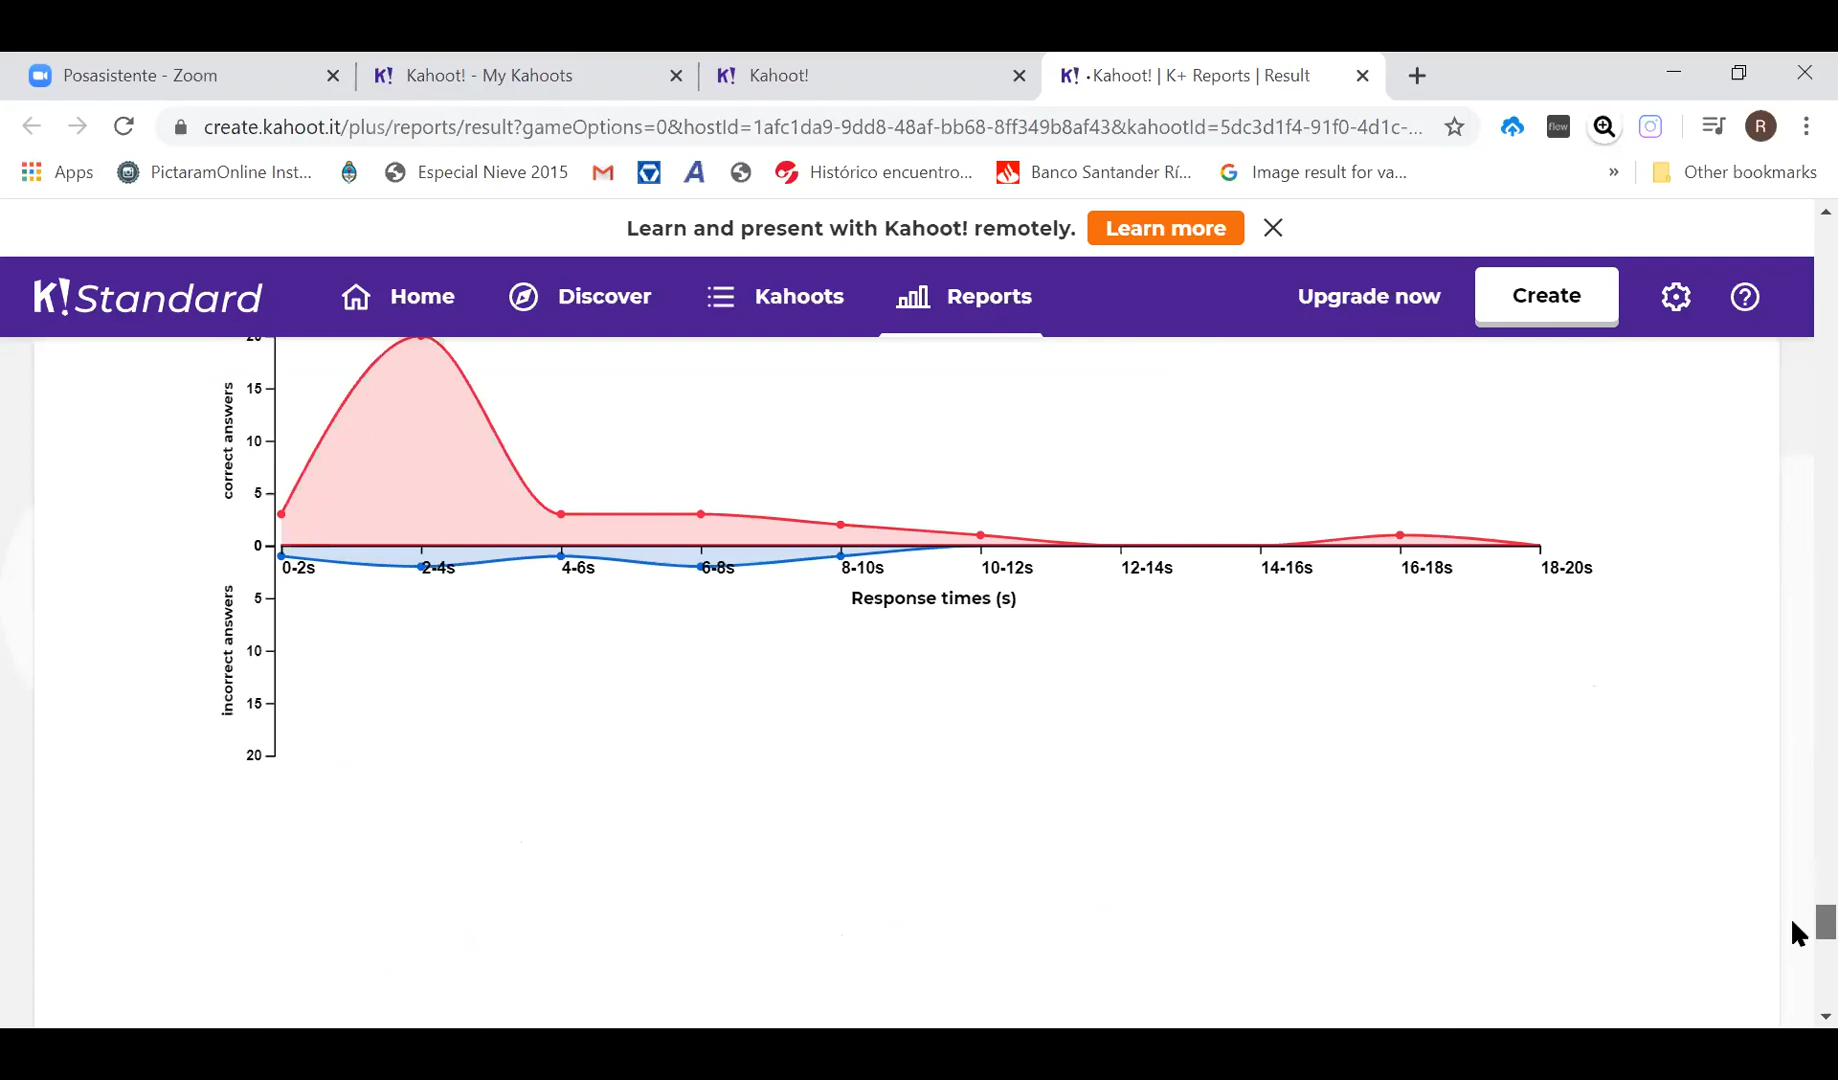 Posasistente - Zoom
Kahoot! - My Kahoots
Kahoot!
•Kahoot! | K+ Reports | Result
create.kahoot.it/plus/reports/result?gameOptions=0&hostId=1afc1da9-9dd8-48af-bb68-8ff349b8af43&kahootId=5dc3d1f4-91f0-4d1c-...
flow
R
Apps
PictaramOnline Inst...
Especial Nieve 2015
Histórico encuentro...
Banco Santander Rí...
Image result for va...
»
Other bookmarks
Learn and present with Kahoot! remotely.
Learn more
K! Standard
Home
Discover
Kahoots
Reports
Upgrade now
Create
20
15
10
5
0
correct answers
0-2s
2-4s
4-6s
6-8s
8-10s
10-12s
12-14s
14-16s
16-18s
18-20s
Response times (s)
incorrect answers
5
10
15
20